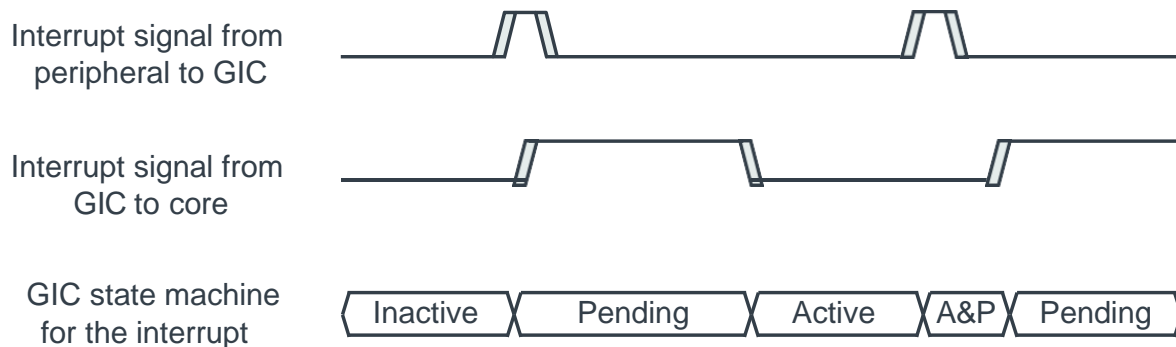 Interrupt signal from
peripheral to GIC
Interrupt signal from
GIC to core
GIC state machine
for the interrupt
Inactive Pending Active A&P Pending